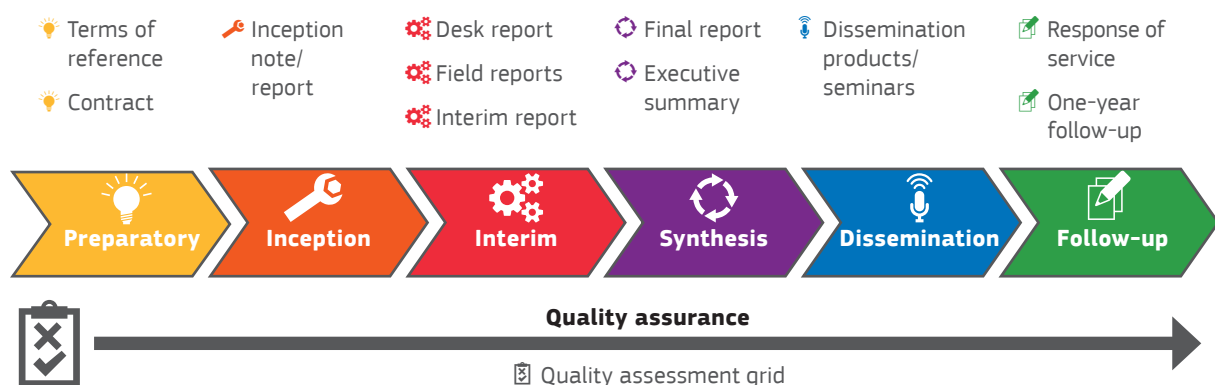 Terms of
reference
Contract
Inception
note/
report
Desk report
Field reports
Interim report
Final report
Executive
summary
Dissemination
products/
seminars
Response of
service
One-year
follow-up
Preparatory
Inception
Interim
Synthesis
Dissemination
Follow-up
Quality assurance
Quality assessment grid